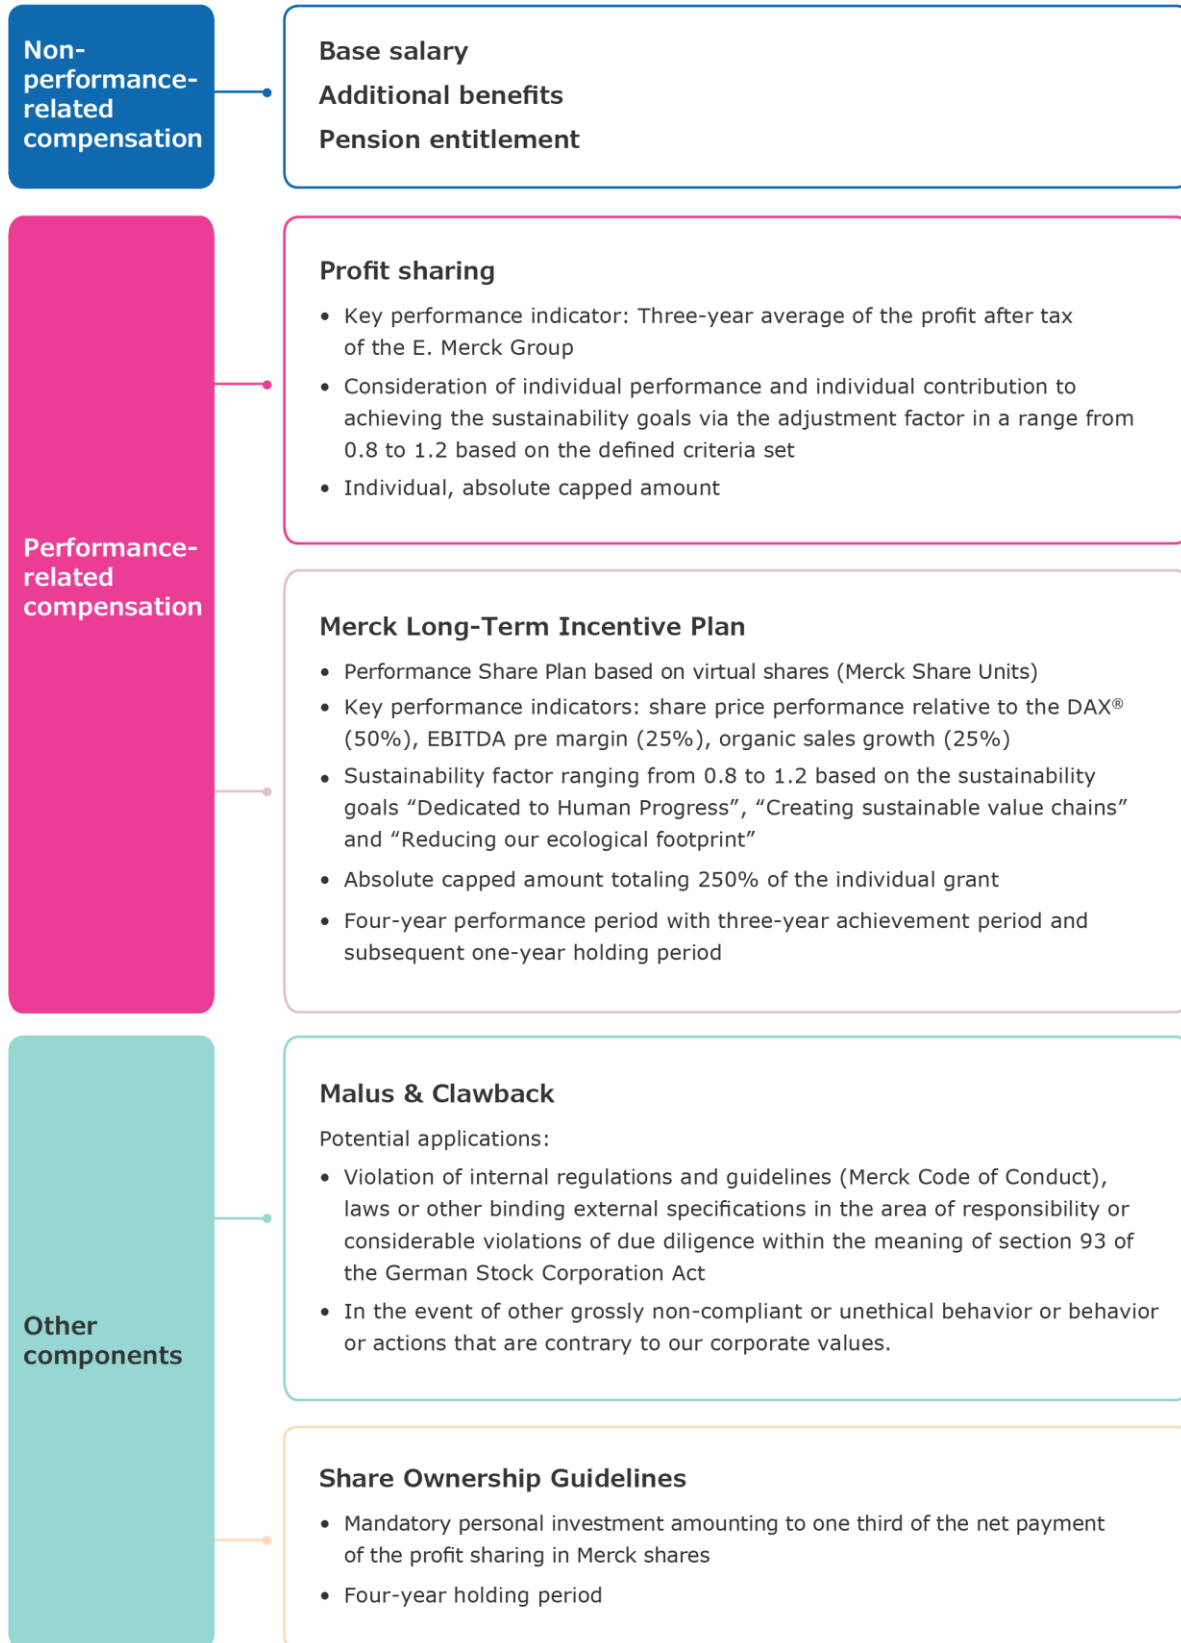 Non-
performance-
related
compensation
Base salary
Additional benefits
Pension entitlement
Performance-
related
compensation
Profit sharing
• Key performance indicator: Three-year average of the profit after tax
of the E. Merck Group
• Consideration of individual performance and individual contribution to
achieving the sustainability goals via the adjustment factor in a range from
0.8 to 1.2 based on the defined criteria set
• Individual, absolute capped amount
Merck Long-Term Incentive Plan
• Performance Share Plan based on virtual shares (Merck Share Units)
• Key performance indicators: share price performance relative to the DAX®
(50%), EBITDA pre margin (25%), organic sales growth (25%)
• Sustainability factor ranging from 0.8 to 1.2 based on the sustainability
goals “Dedicated to Human Progress”, “Creating sustainable value chains”
and “Reducing our ecological footprint”
• Absolute capped amount totaling 250% of the individual grant
• Four-year performance period with three-year achievement period and
subsequent one-year holding period
Other
components
Malus & Clawback
Potential applications:
• Violation of internal regulations and guidelines (Merck Code of Conduct),
laws or other binding external specifications in the area of responsibility or
considerable violations of due diligence within the meaning of section 93 of
the German Stock Corporation Act
• In the event of other grossly non-compliant or unethical behavior or behavior
or actions that are contrary to our corporate values.
Share Ownership Guidelines
• Mandatory personal investment amounting to one third of the net payment
of the profit sharing in Merck shares
• Four-year holding period